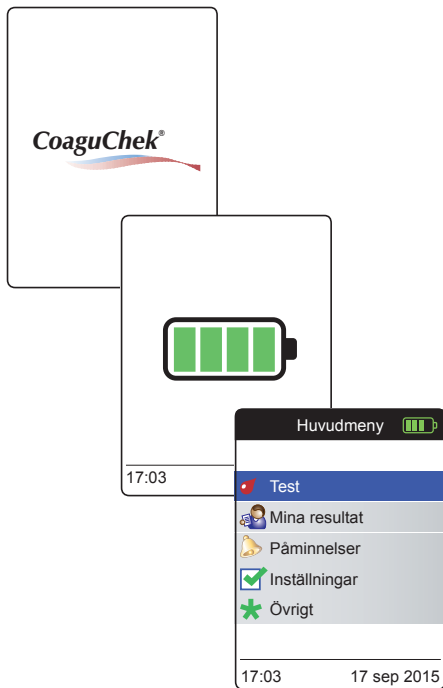 CoaguChek®
17:03
Huvudmeny
Test
Mina resultat
Påminnelser
Inställningar
Övrigt
17:03 17 sep 2015